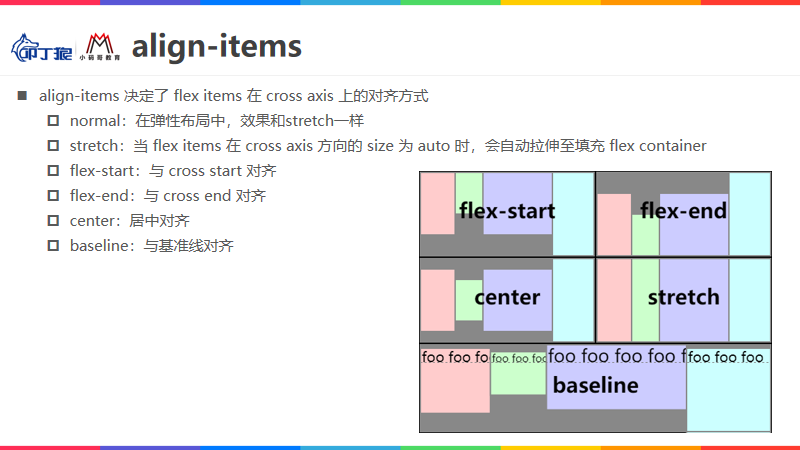 叩丁狼
小码哥教育
align-items
align-items 决定了 flex items 在 cross axis 上的对齐方式
normal：在弹性布局中，效果和stretch一样
stretch：当 flex items 在 cross axis 方向的 size 为 auto 时，会自动拉伸至填充 flex container
flex-start：与 cross start 对齐
flex-end：与 cross end 对齐
center：居中对齐
baseline：与基准线对齐
flex-start
flex-end
center
stretch
foo foo fo
foo foo foo
foo foo foo foo f
foo foo foo
baseline